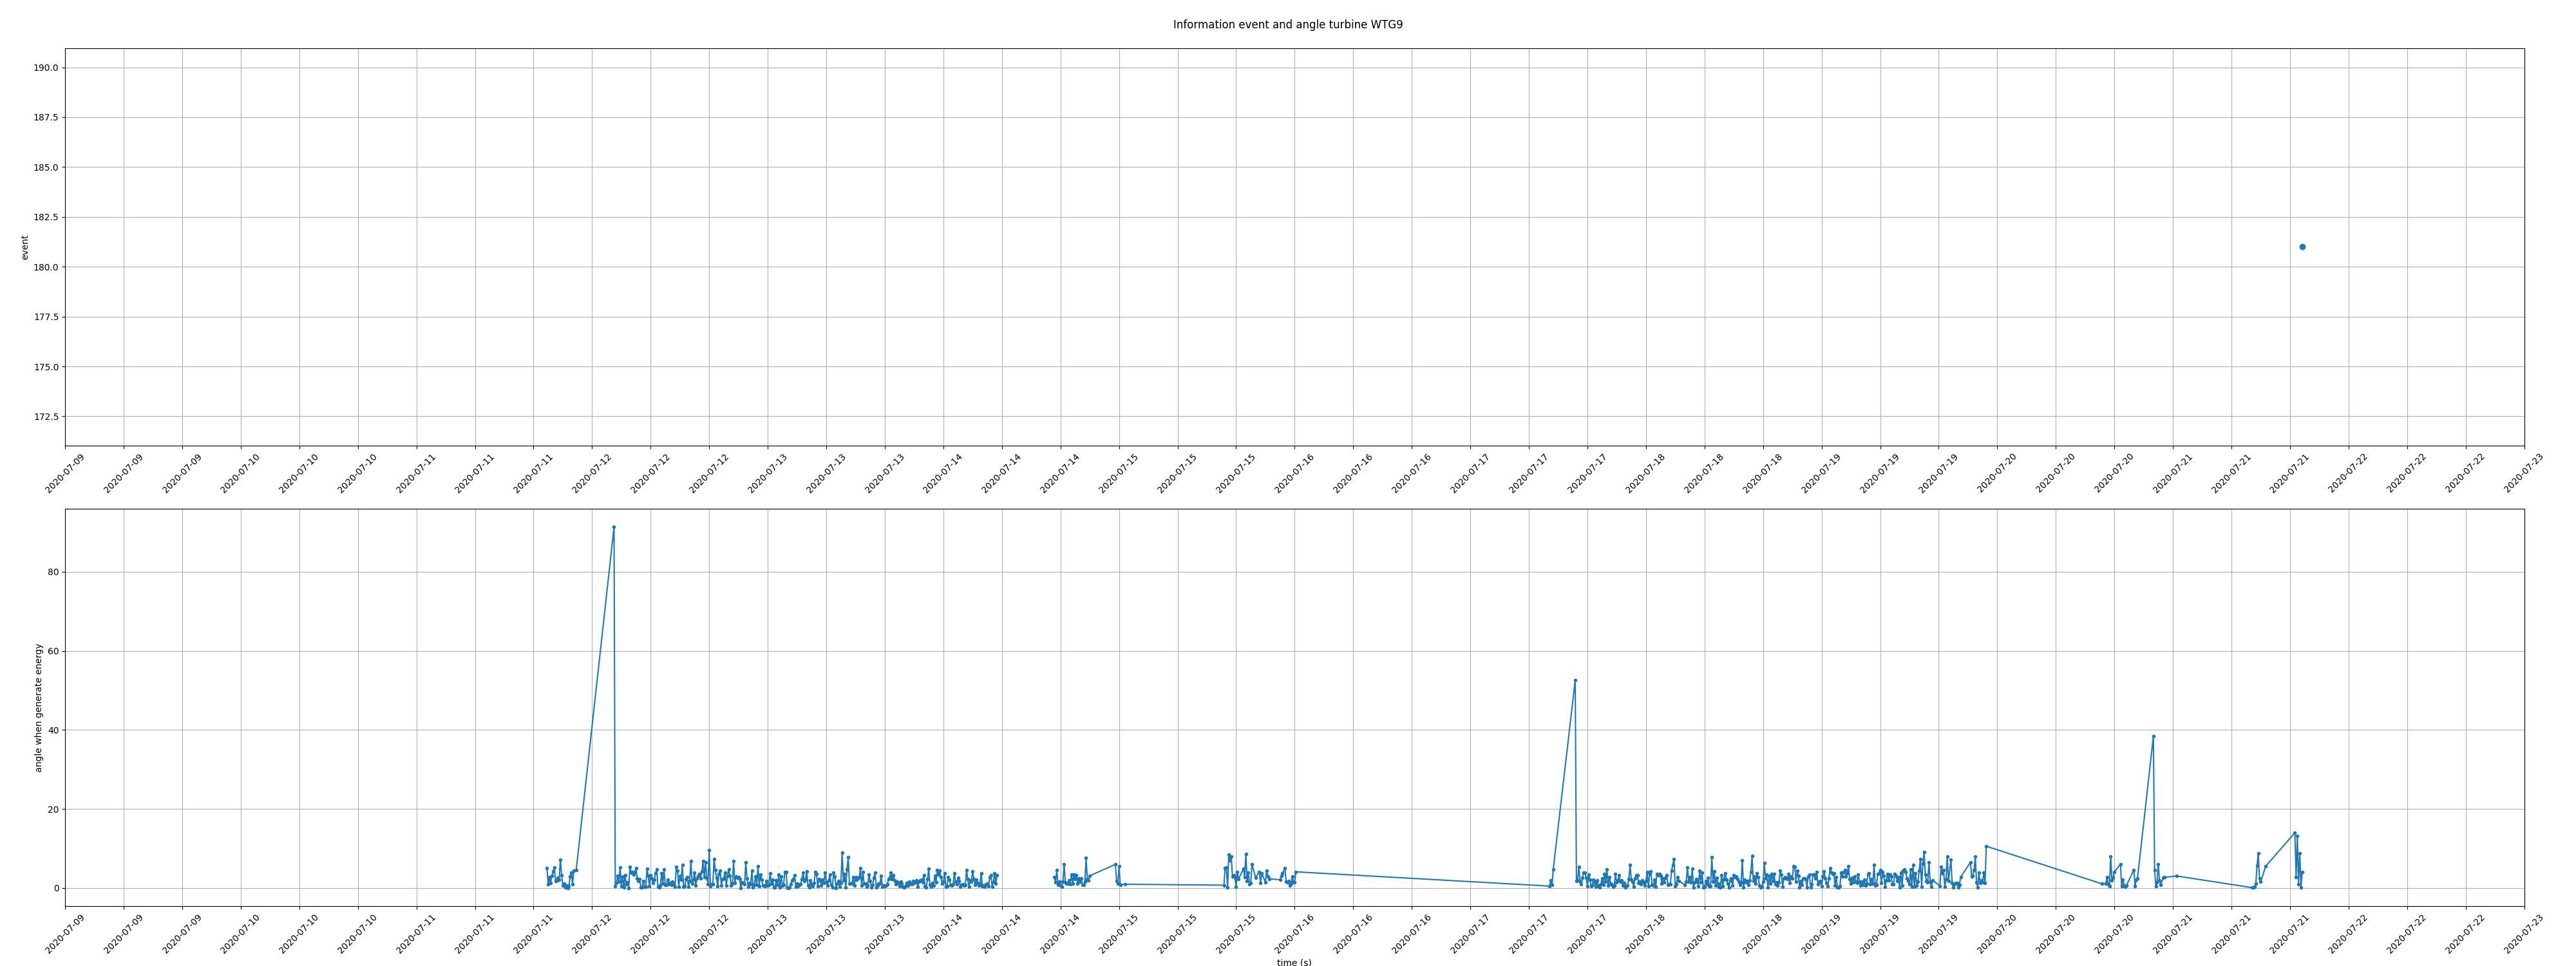 Information event and angle turbine WTG9
190.0
187.5
185.0
182.5
180.0
177.5
175.0
172.5
event
2020-07-09 2020-07-09 2020-07-09 2020-07-10 2020-07-10 2020-07-10 2020-07-11 2020-07-11 2020-07-11 2020-07-12 2020-07-12 2020-07-12 2020-07-13 2020-07-13 2020-07-13 2020-07-14 2020-07-14 2020-07-14 2020-07-15 2020-07-15 2020-07-15 2020-07-16 2020-07-16 2020-07-16 2020-07-17 2020-07-17 2020-07-17 2020-07-18 2020-07-18 2020-07-18 2020-07-19 2020-07-19 2020-07-19 2020-07-20 2020-07-20 2020-07-20 2020-07-21 2020-07-21 2020-07-21 2020-07-22 2020-07-22 2020-07-22 2020-07-23
80
60
40
20
0
angle when generate energy
2020-07-09 2020-07-09 2020-07-09 2020-07-10 2020-07-10 2020-07-10 2020-07-11 2020-07-11 2020-07-11 2020-07-12 2020-07-12 2020-07-12 2020-07-13 2020-07-13 2020-07-13 2020-07-14 2020-07-14 2020-07-14 2020-07-15 2020-07-15 2020-07-15 2020-07-16 2020-07-16 2020-07-16 2020-07-17 2020-07-17 2020-07-17 2020-07-18 2020-07-18 2020-07-18 2020-07-19 2020-07-19 2020-07-19 2020-07-20 2020-07-20 2020-07-20 2020-07-21 2020-07-21 2020-07-21 2020-07-22 2020-07-22 2020-07-22 2020-07-23
time (s)